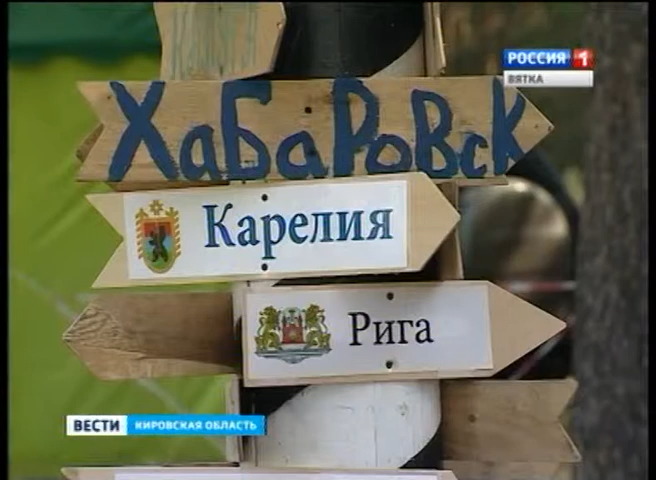 РОССИЯ 1
ВЯТКА
ХабаРовск
Карелия
Рига
ВЕСТИ КИРОВСКАЯ ОБЛАСТЬ